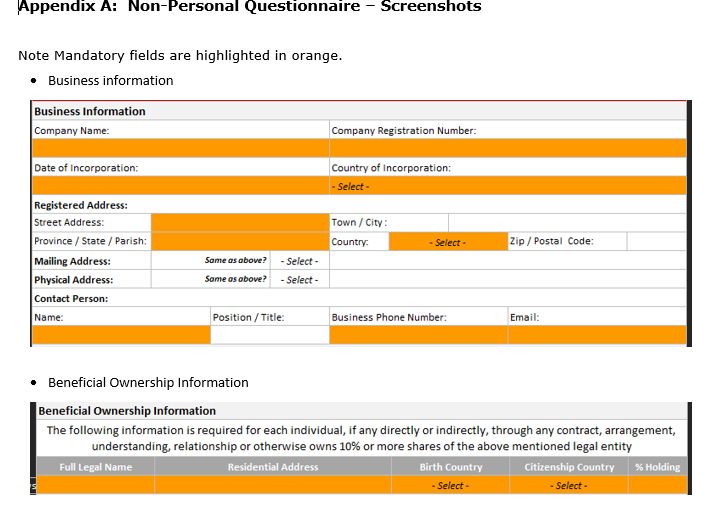 Appendix A: Non-Personal Questionnaire – Screenshots
Note Mandatory fields are highlighted in orange.
• Business information
Business Information
Company Name: Company Registration Number:
Date of Incorporation: Country of Incorporation:
- Select -
Registered Address:
Street Address: Town / City :
Province / State / Parish: Country: - Select - Zip / Postal Code:
Mailing Address: Same as above? - Select -
Physical Address: Same as above? - Select -
Contact Person:
Name: Position / Title: Business Phone Number: Email:
• Beneficial Ownership Information
Beneficial Ownership Information
The following information is required for each individual, if any directly or indirectly, through any contract, arrangement,
understanding, relationship or otherwise owns 10% or more shares of the above mentioned legal entity
Full Legal Name Residential Address Birth Country Citizenship Country % Holding
- Select - - Select -